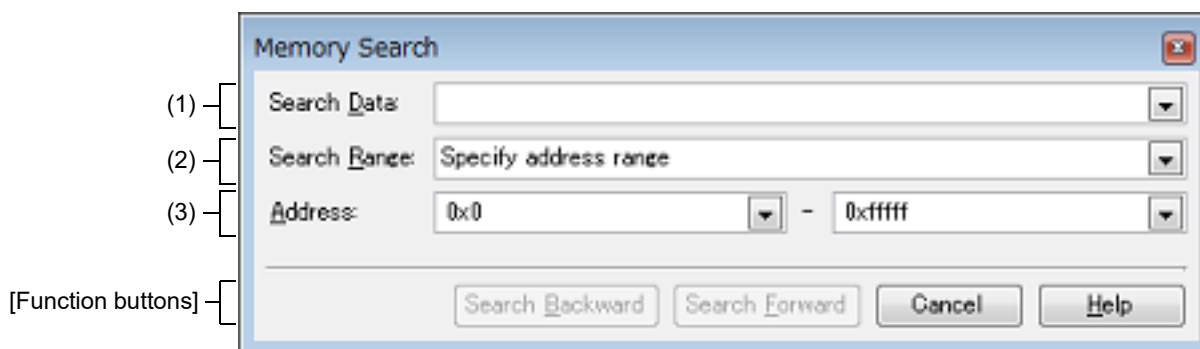 Memory Search
(1) Search Data:
(2) Search Range: Specify address range
(3) Address: 0x0 - 0xfffff
[Function buttons] Search Backward Search Forward Cancel Help